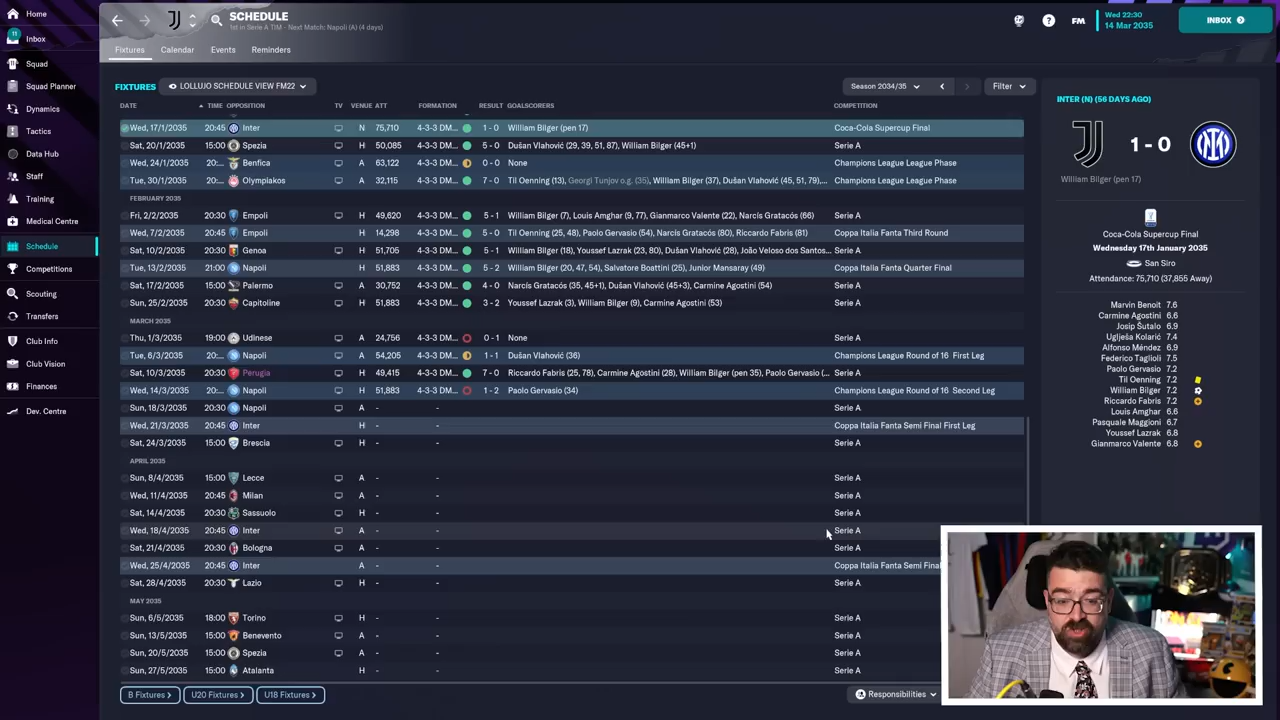 SCHEDULE
1st in Serie A TIM - Next Match: Napoli (A) (4 days)
FM
Wed 22:30
14 Mar 2035
INBOX
Home
11
Inbox
Squad
Squad Planner
Dynamics
Tactics
Data Hub
Staff
Training
Medical Centre
Schedule
Competitions
Scouting
Transfers
Club Info
Club Vision
Finances
Dev. Centre
Fixtures Calendar Events Reminders
FIXTURES LOLLUJO SCHEDULE VIEW FM22 Season 2034/35 Filter
DATE TIME OPPOSITION TV VENUE ATT FORMATION RESULT GOALSCORERS COMPETITION
Wed, 17/1/2035 20:45 Inter N 75,710 4-3-3 DM... 1 - 0 William Bilger (pen 17) Coca-Cola Supercup Final
Sat, 20/1/2035 15:00 Spezia H 50,085 4-3-3 DM... 5 - 0 Dušan Vlahović (29, 39, 51, 87), William Bilger (45+1) Serie A
Wed, 24/1/2035 20:... Benfica A 63,122 4-3-3 DM... 0 - 0 None Champions League League Phase
Tue, 30/1/2035 20:... Olympiakos A 32,115 4-3-3 DM... 7 - 0 Til Oenning (13), Georgi Tunjov o.g. (35), William Bilger (37), Dušan Vlahović (45, 51, 79),... Champions League League Phase
FEBRUARY 2035
Fri, 2/2/2035 20:30 Empoli H 49,620 4-3-3 DM... 5 - 1 William Bilger (7), Louis Amghar (9, 77), Gianmarco Valente (22), Narcís Gratacós (66) Serie A
Wed, 7/2/2035 20:45 Empoli H 14,298 4-3-3 DM... 5 - 0 Til Oenning (25, 48), Paolo Gervasio (54), Narcís Gratacós (80), Riccardo Fabris (81) Coppa Italia Fanta Third Round
Sat, 10/2/2035 20:30 Genoa H 51,705 4-3-3 DM... 5 - 1 William Bilger (18), Youssef Lazrak (23, 80), Dušan Vlahović (28), João Veloso dos Santos... Serie A
Tue, 13/2/2035 21:00 Napoli H 51,883 4-3-3 DM... 5 - 2 William Bilger (20, 47, 54), Salvatore Boattini (25), Junior Mansaray (49) Coppa Italia Fanta Quarter Final
Sat, 17/2/2035 15:00 Palermo A 30,752 4-3-3 DM... 4 - 0 Narcís Gratacós (35, 45+1), Dušan Vlahović (45+3), Carmine Agostini (54) Serie A
Sun, 25/2/2035 20:30 Capitoline H 51,883 4-3-3 DM... 3 - 2 Youssef Lazrak (3), William Bilger (9), Carmine Agostini (53) Serie A
MARCH 2035
Thu, 1/3/2035 19:00 Udinese A 24,756 4-3-3 DM... 0 - 1 None Serie A
Tue, 6/3/2035 20:... Napoli A 54,205 4-3-3 DM... 1 - 1 Dušan Vlahović (36) Champions League Round of 16 First Leg
Sat, 10/3/2035 20:30 Perugia H 49,415 4-3-3 DM... 7 - 0 Riccardo Fabris (25, 78), Carmine Agostini (28), William Bilger (pen 35), Paolo Gervasio (... Serie A
Wed, 14/3/2035 20:... Napoli H 51,883 4-3-3 DM... 1 - 2 Paolo Gervasio (34) Champions League Round of 16 Second Leg
Sun, 18/3/2035 20:30 Napoli A - - Serie A
Wed, 21/3/2035 20:45 Inter H - - Coppa Italia Fanta Semi Final First Leg
Sat, 24/3/2035 15:00 Brescia H - - Serie A
APRIL 2035
Sun, 8/4/2035 15:00 Lecce A - - Serie A
Wed, 11/4/2035 20:45 Milan A - - Serie A
Sat, 14/4/2035 20:30 Sassuolo H - - Serie A
Wed, 18/4/2035 20:45 Inter A - - Serie A
Sat, 21/4/2035 20:30 Bologna A - - Serie A
Wed, 25/4/2035 20:45 Inter A - - Coppa Italia Fanta Semi Final
Sat, 28/4/2035 20:30 Lazio H - - Serie A
MAY 2035
Sun, 6/5/2035 18:00 Torino H - - Serie A
Sun, 13/5/2035 15:00 Benevento A - - Serie A
Sun, 20/5/2035 15:00 Spezia A - - Serie A
Sun, 27/5/2035 15:00 Atalanta H - - Serie A
B Fixtures U20 Fixtures U18 Fixtures Responsibilities
INTER (N) (56 DAYS AGO)
1 - 0
William Bilger (pen 17)
Coca-Cola Supercup Final
Wednesday 17th January 2035
San Siro
Attendance: 75,710 (37,855 Away)
Marvin Benoit 7.6
Carmine Agostini 6.6
Josip Šutalo 6.9
Uglješa Kolarić 7.4
Alfonso Méndez 6.9
Federico Taglioli 7.5
Paolo Gervasio 7.2
Til Oenning 7.2
William Bilger 7.2
Riccardo Fabris 7.2
Louis Amghar 6.6
Pasquale Maggioni 6.7
Youssef Lazrak 6.8
Gianmarco Valente 6.8